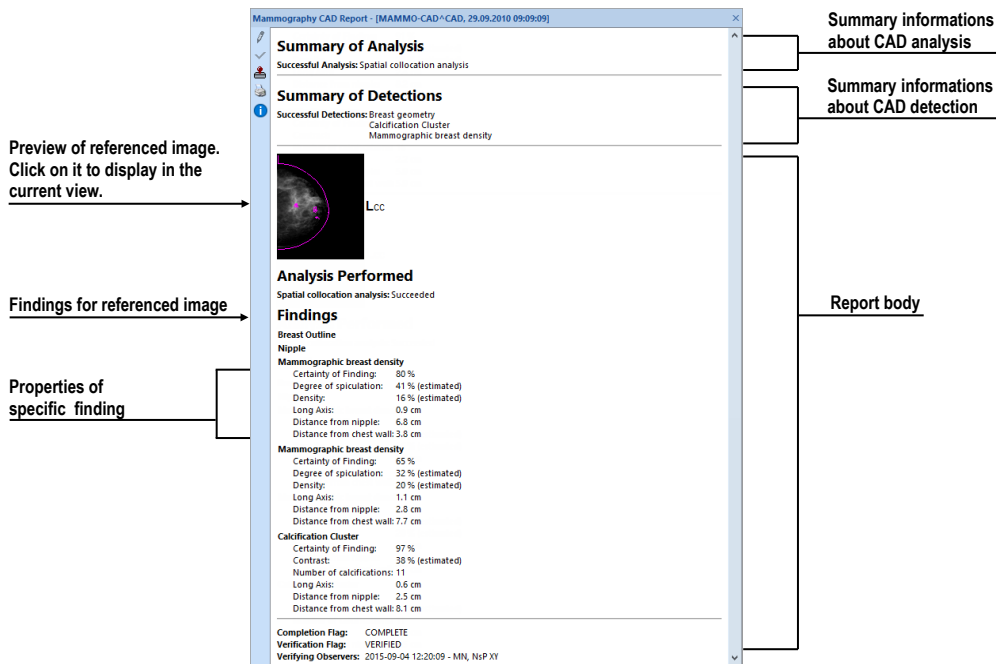 Mammography CAD Report - [MAMMO-CAD^CAD, 29.09.2010 09:09:09]
Summary of Analysis
Successful Analysis: Spatial collocation analysis
Summary of Detections
Successful Detections: Breast geometry
Calcification Cluster
Mammographic breast density
LCC
Analysis Performed
Spatial collocation analysis: Succeeded
Findings
Breast Outline
Nipple
Mammographic breast density
Certainty of Finding: 80 %
Degree of spiculation: 41 % (estimated)
Density: 16 % (estimated)
Long Axis: 0.9 cm
Distance from nipple: 6.8 cm
Distance from chest wall: 3.8 cm
Mammographic breast density
Certainty of Finding: 65 %
Degree of spiculation: 32 % (estimated)
Density: 20 % (estimated)
Long Axis: 1.1 cm
Distance from nipple: 2.8 cm
Distance from chest wall: 7.7 cm
Calcification Cluster
Certainty of Finding: 97 %
Contrast: 38 % (estimated)
Number of calcifications: 11
Long Axis: 0.6 cm
Distance from nipple: 2.5 cm
Distance from chest wall: 8.1 cm
Completion Flag: COMPLETE
Verification Flag: VERIFIED
Verifying Observers: 2015-09-04 12:20:09 - MN, NsP XY
Preview of referenced image.
Click on it to display in the
current view.
Findings for referenced image
Properties of
specific finding
Summary informations
about CAD analysis
Summary informations
about CAD detection
Report body